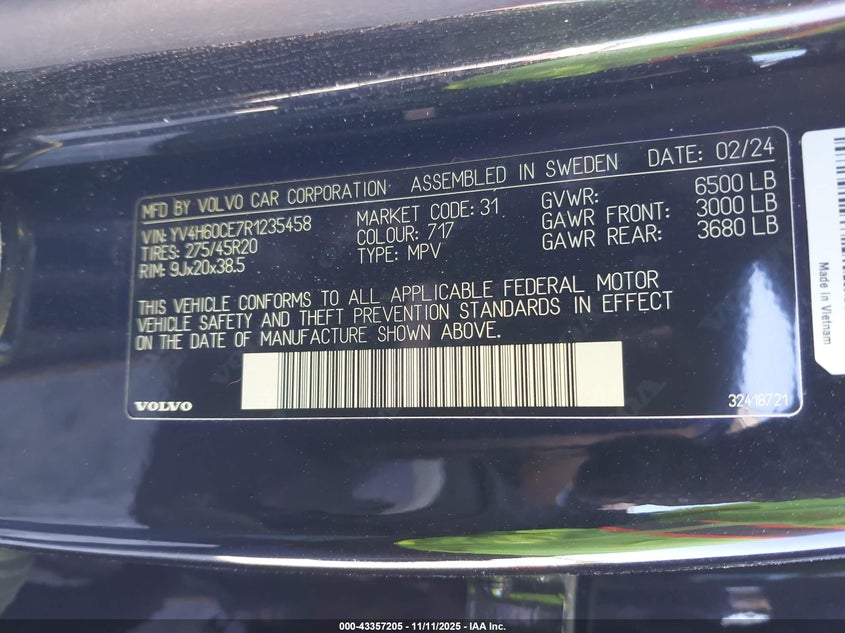 MFD BY VOLVO CAR CORPORATION ASSEMBLED IN SWEDEN DATE: 02/24
VIN: YV4H60CE7R1235458 MARKET CODE: 31 GVWR: 6500 LB
TIRES: 275/45R20 COLOUR: 717 GAWR FRONT: 3000 LB
RIM: 9Jx20x38.5 TYPE: MPV GAWR REAR: 3680 LB
THIS VEHICLE CONFORMS TO ALL APPLICABLE FEDERAL MOTOR
VEHICLE SAFETY AND THEFT PREVENTION STANDARDS IN EFFECT
ON THE DATE OF MANUFACTURE SHOWN ABOVE.
VOLVO 32418721
Made in Vietnam
000-43357205 - 11/11/2025 - IAA Inc.